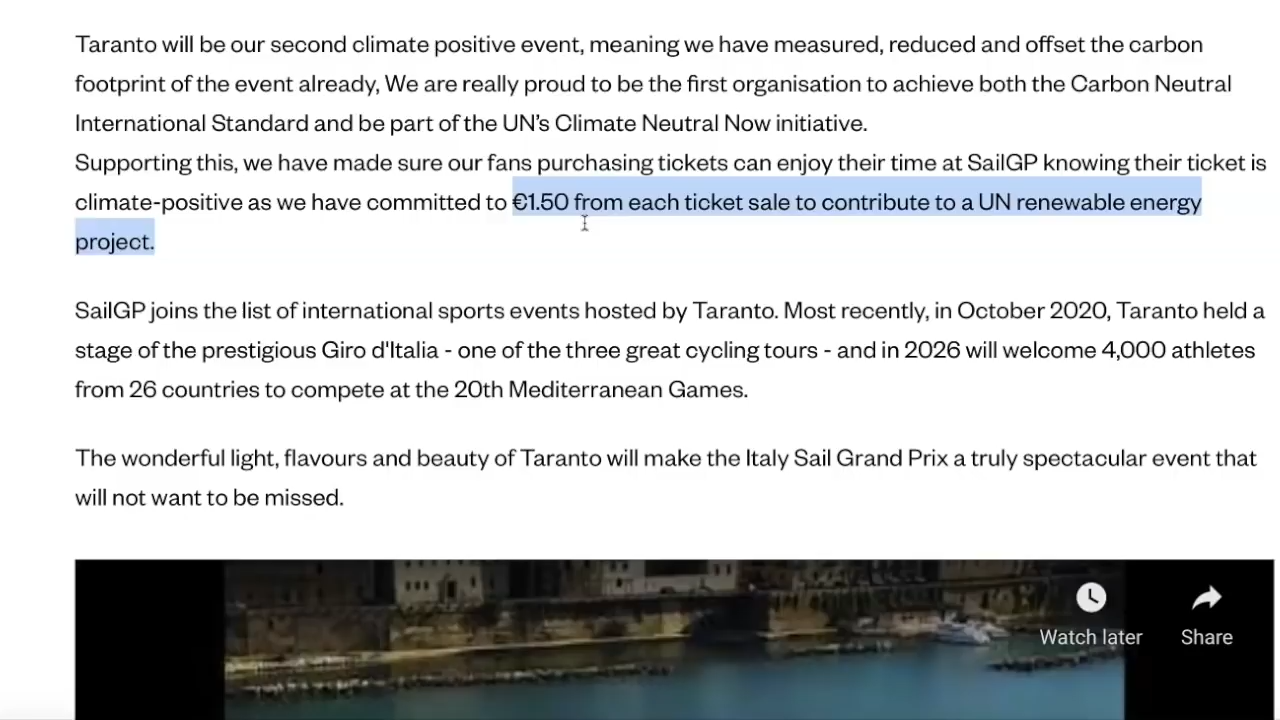 Taranto will be our second climate positive event, meaning we have measured, reduced and offset the carbon
footprint of the event already, We are really proud to be the first organisation to achieve both the Carbon Neutral
International Standard and be part of the UN's Climate Neutral Now initiative.
Supporting this, we have made sure our fans purchasing tickets can enjoy their time at SailGP knowing their ticket is
climate-positive as we have committed to €1.50 from each ticket sale to contribute to a UN renewable energy
project.
SailGP joins the list of international sports events hosted by Taranto. Most recently, in October 2020, Taranto held a
stage of the prestigious Giro d'Italia - one of the three great cycling tours - and in 2026 will welcome 4,000 athletes
from 26 countries to compete at the 20th Mediterranean Games.
The wonderful light, flavours and beauty of Taranto will make the Italy Sail Grand Prix a truly spectacular event that
will not want to be missed.
Watch later Share